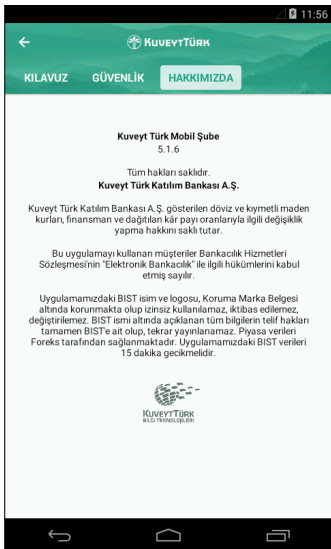 11:56
KUVEYTTÜRK
KILAVUZ GÜVENLİK HAKKIMIZDA
Kuveyt Türk Mobil Şube
5.1.6
Tüm hakları saklıdır.
Kuveyt Türk Katılım Bankası A.Ş.
Kuveyt Türk Katılım Bankası A.Ş. gösterilen döviz ve kıymetli maden
kurları, finansman ve dağıtılan kâr payı oranlarıyla ilgili değişiklik
yapma hakkını saklı tutar.
Bu uygulamayı kullanan müşteriler Bankacılık Hizmetleri
Sözleşmesi'nin "Elektronik Bankacılık" ile ilgili hükümlerini kabul
etmiş sayılır.
Uygulamamızdaki BIST isim ve logosu, Koruma Marka Belgesi
altında korunmakta olup izinsiz kullanılamaz, iktibas edilemez,
değiştirilemez. BIST ismi altında açıklanan tüm bilgilerin telif hakları
tamamen BIST'e ait olup, tekrar yayınlanamaz. Piyasa verileri
Foreks tarafından sağlanmaktadır. Uygulamamızdaki BIST verileri
15 dakika gecikmelidir.
KUVEYTTÜRK
BİLGİ TEKNOLOJİLERİ